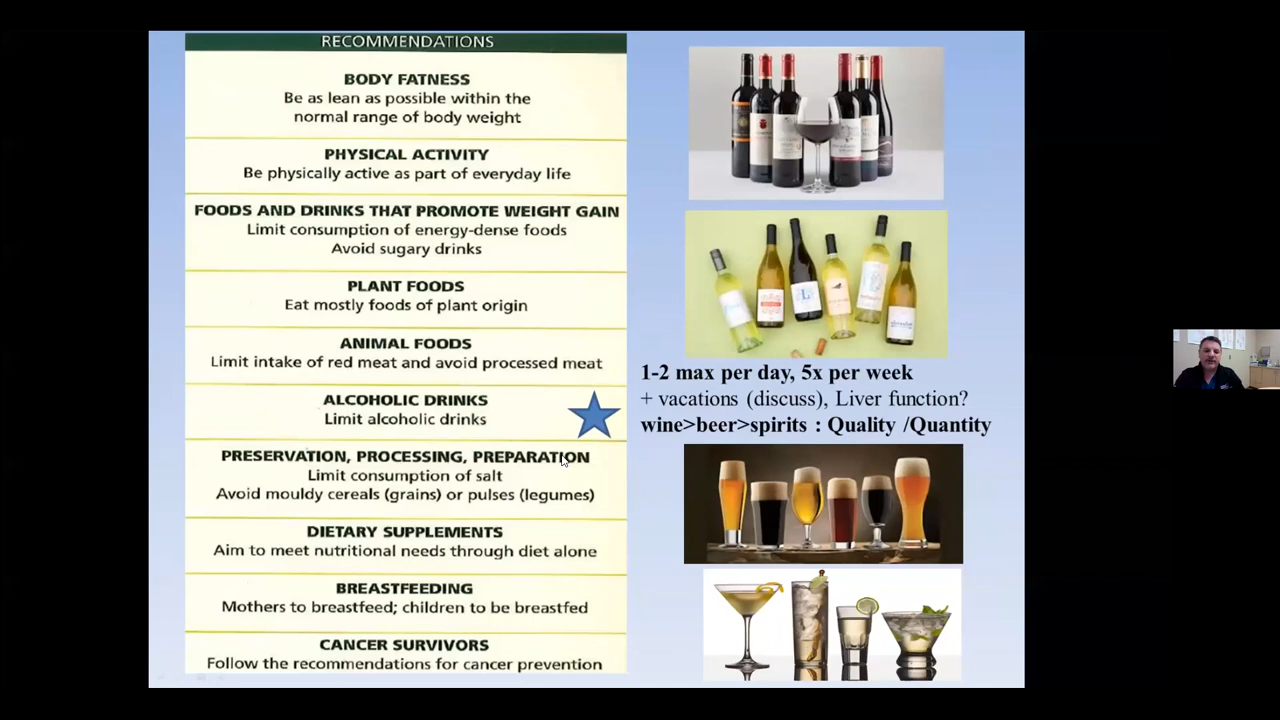 RECOMMENDATIONS
BODY FATNESS
Be as lean as possible within the
normal range of body weight
PHYSICAL ACTIVITY
Be physically active as part of everyday life
FOODS AND DRINKS THAT PROMOTE WEIGHT GAIN
Limit consumption of energy-dense foods
Avoid sugary drinks
PLANT FOODS
Eat mostly foods of plant origin
ANIMAL FOODS
Limit intake of red meat and avoid processed meat
ALCOHOLIC DRINKS
Limit alcoholic drinks
PRESERVATION, PROCESSING, PREPARATION
Limit consumption of salt
Avoid mouldy cereals (grains) or pulses (legumes)
DIETARY SUPPLEMENTS
Aim to meet nutritional needs through diet alone
BREASTFEEDING
Mothers to breastfeed; children to be breastfed
CANCER SURVIVORS
Follow the recommendations for cancer prevention
1-2 max per day, 5x per week
+ vacations (discuss), Liver function?
wine>beer>spirits : Quality /Quantity